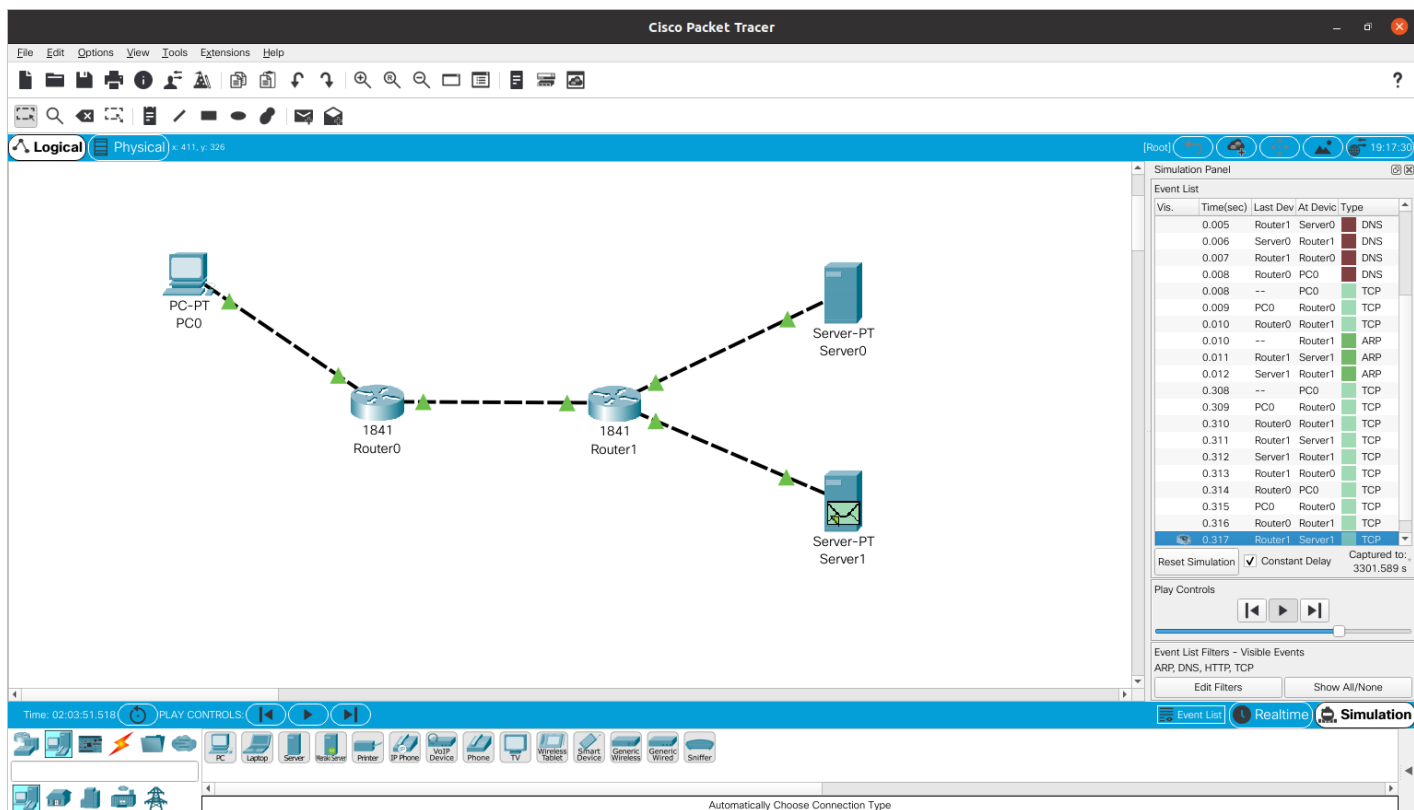 Cisco Packet Tracer
File Edit Options View Tools Extensions Help
Logical Physical x: 411, y: 326 [Root] 19:17:30
PC-PT
PC0
1841
Router0
1841
Router1
Server-PT
Server0
Server-PT
Server1
Simulation Panel
Event List
Vis. Time(sec) Last Dev At Devic Type
0.005 Router1 Server0 DNS
0.006 Server0 Router1 DNS
0.007 Router1 Router0 DNS
0.008 Router0 PC0 DNS
0.008 -- PC0 TCP
0.009 PC0 Router0 TCP
0.010 Router0 Router1 TCP
0.010 -- Router1 ARP
0.011 Router1 Server1 ARP
0.012 Server1 Router1 ARP
0.308 -- PC0 TCP
0.309 PC0 Router0 TCP
0.310 Router0 Router1 TCP
0.311 Router1 Server1 TCP
0.312 Server1 Router1 TCP
0.313 Router1 Router0 TCP
0.314 Router0 PC0 TCP
0.315 PC0 Router0 TCP
0.316 Router0 Router1 TCP
0.317 Router1 Server1 TCP
Reset Simulation Constant Delay Captured to:
3301.589 s
Play Controls
Event List Filters - Visible Events
ARP, DNS, HTTP, TCP
Edit Filters Show All/None
Time: 02:03:51.518 PLAY CONTROLS: Event List Realtime Simulation
PC Laptop Server Meraki Server Printer IP Phone VoIP Device Phone TV Wireless Tablet Smart Device Generic Wireless Generic Wired Sniffer
Automatically Choose Connection Type